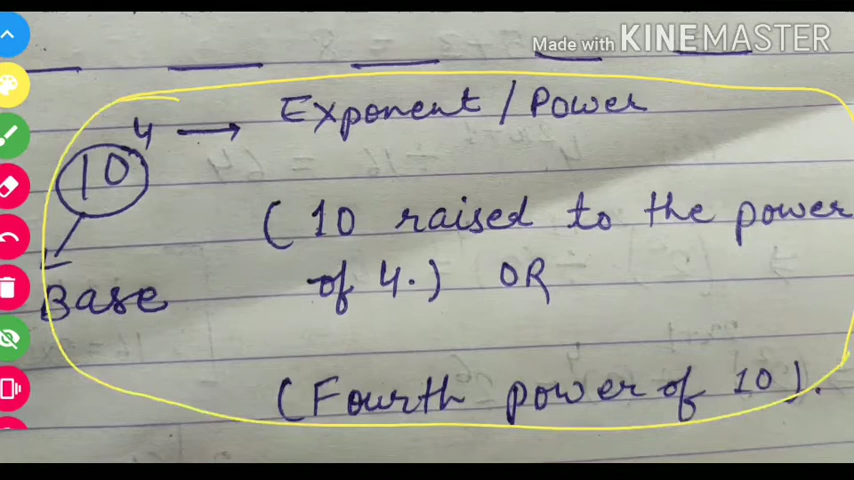 Made with KINEMASTER
10⁴ → Exponent / Power
Base
(10 raised to the power
of 4.) OR
(Fourth power of 10).